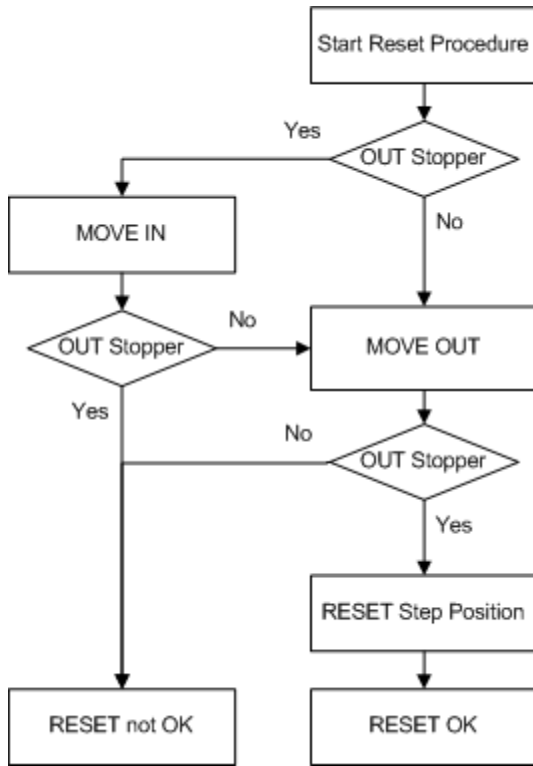 Start Reset Procedure
Yes
OUT Stopper
MOVE IN
No
OUT Stopper
No
MOVE OUT
Yes
No
OUT Stopper
Yes
RESET Step Position
RESET not OK
RESET OK